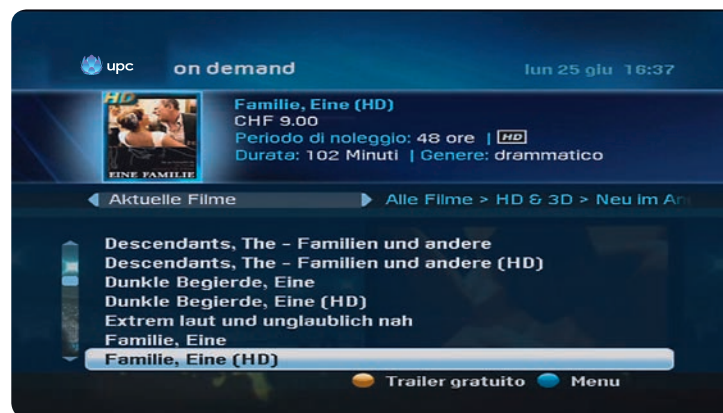 upc on demand lun 25 giu 16:37
HD
EINE FAMILIE
Familie, Eine (HD)
CHF 9.00
Periodo di noleggio: 48 ore | HD
Durata: 102 Minuti | Genere: drammatico
Aktuelle Filme Alle Filme > HD & 3D > Neu im An
Descendants, The - Familien und andere
Descendants, The - Familien und andere (HD)
Dunkle Begierde, Eine
Dunkle Begierde, Eine (HD)
Extrem laut und unglaublich nah
Familie, Eine
Familie, Eine (HD)
Trailer gratuito Menu